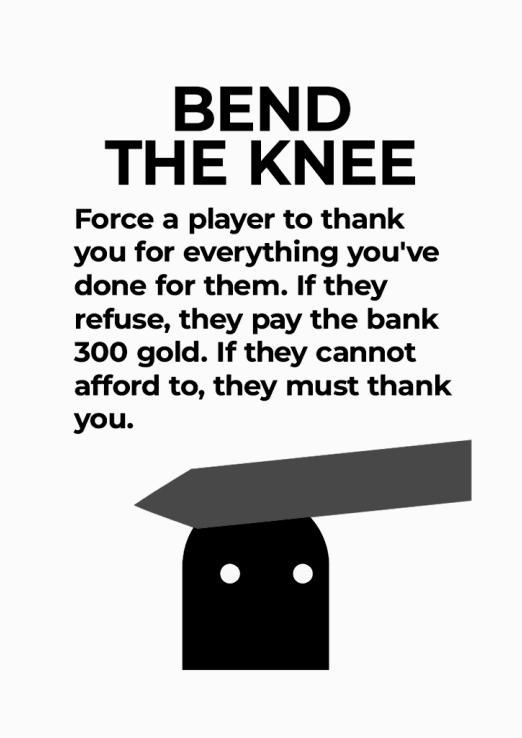 BEND
THE KNEE
Force a player to thank
you for everything you've
done for them. If they
refuse, they pay the bank
300 gold. If they cannot
afford to, they must thank
you.